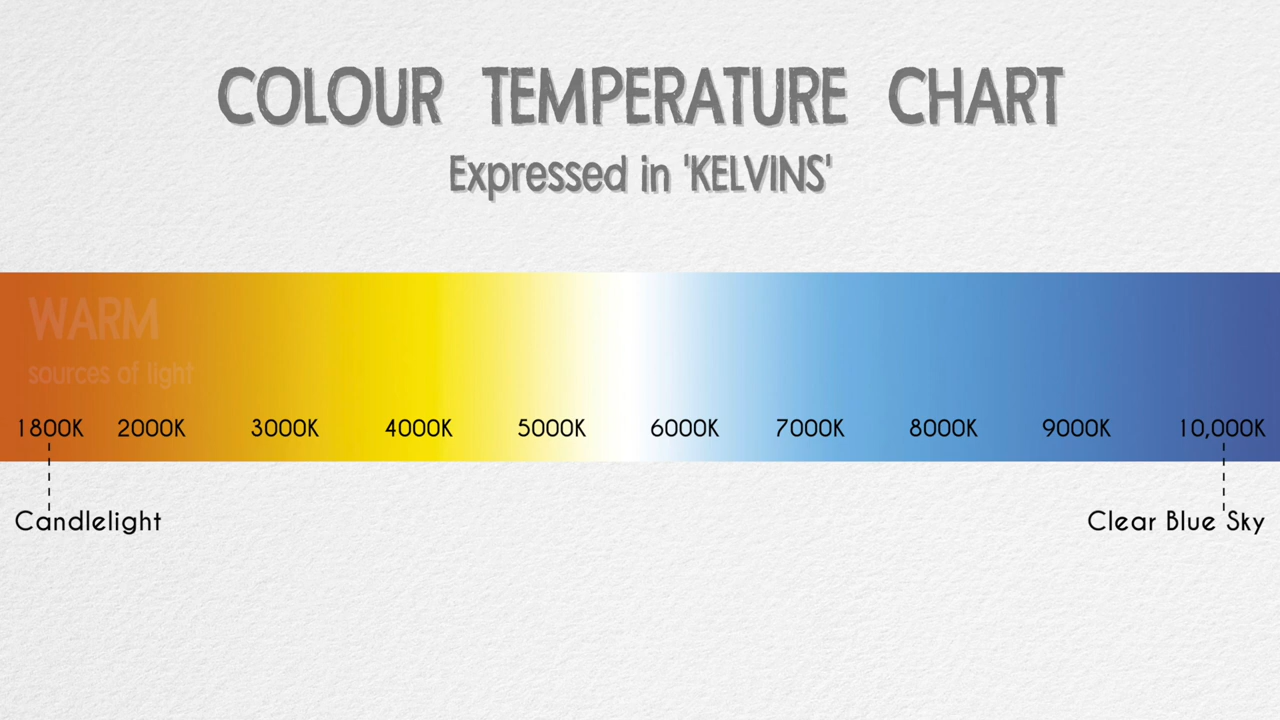 COLOUR TEMPERATURE CHART
Expressed in 'KELVINS'
WARM
sources of light
1800K 2000K 3000K 4000K 5000K 6000K 7000K 8000K 9000K 10,000K
Candlelight Clear Blue Sky